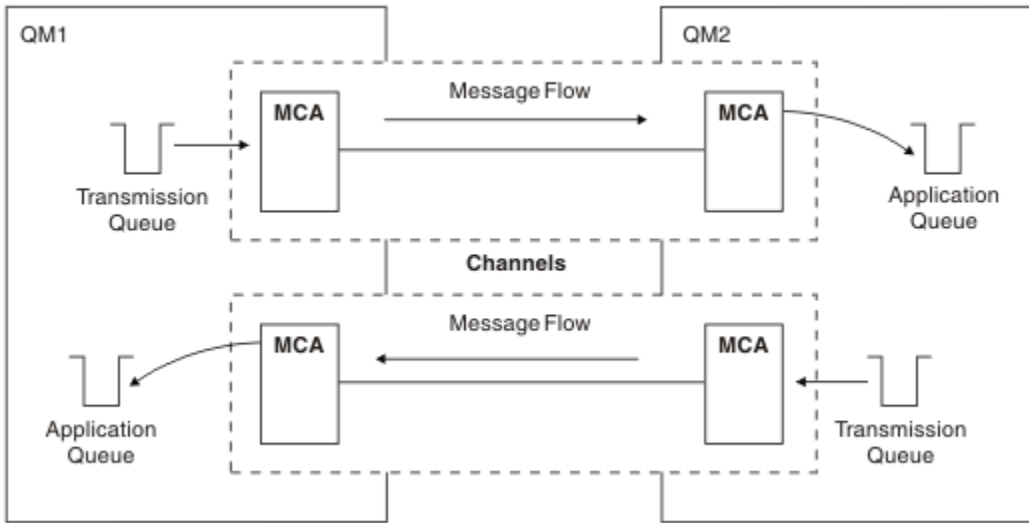 QM1
QM2
Message Flow
MCA
MCA
Transmission
Queue
Application
Queue
Channels
Message Flow
MCA
MCA
Application
Queue
Transmission
Queue